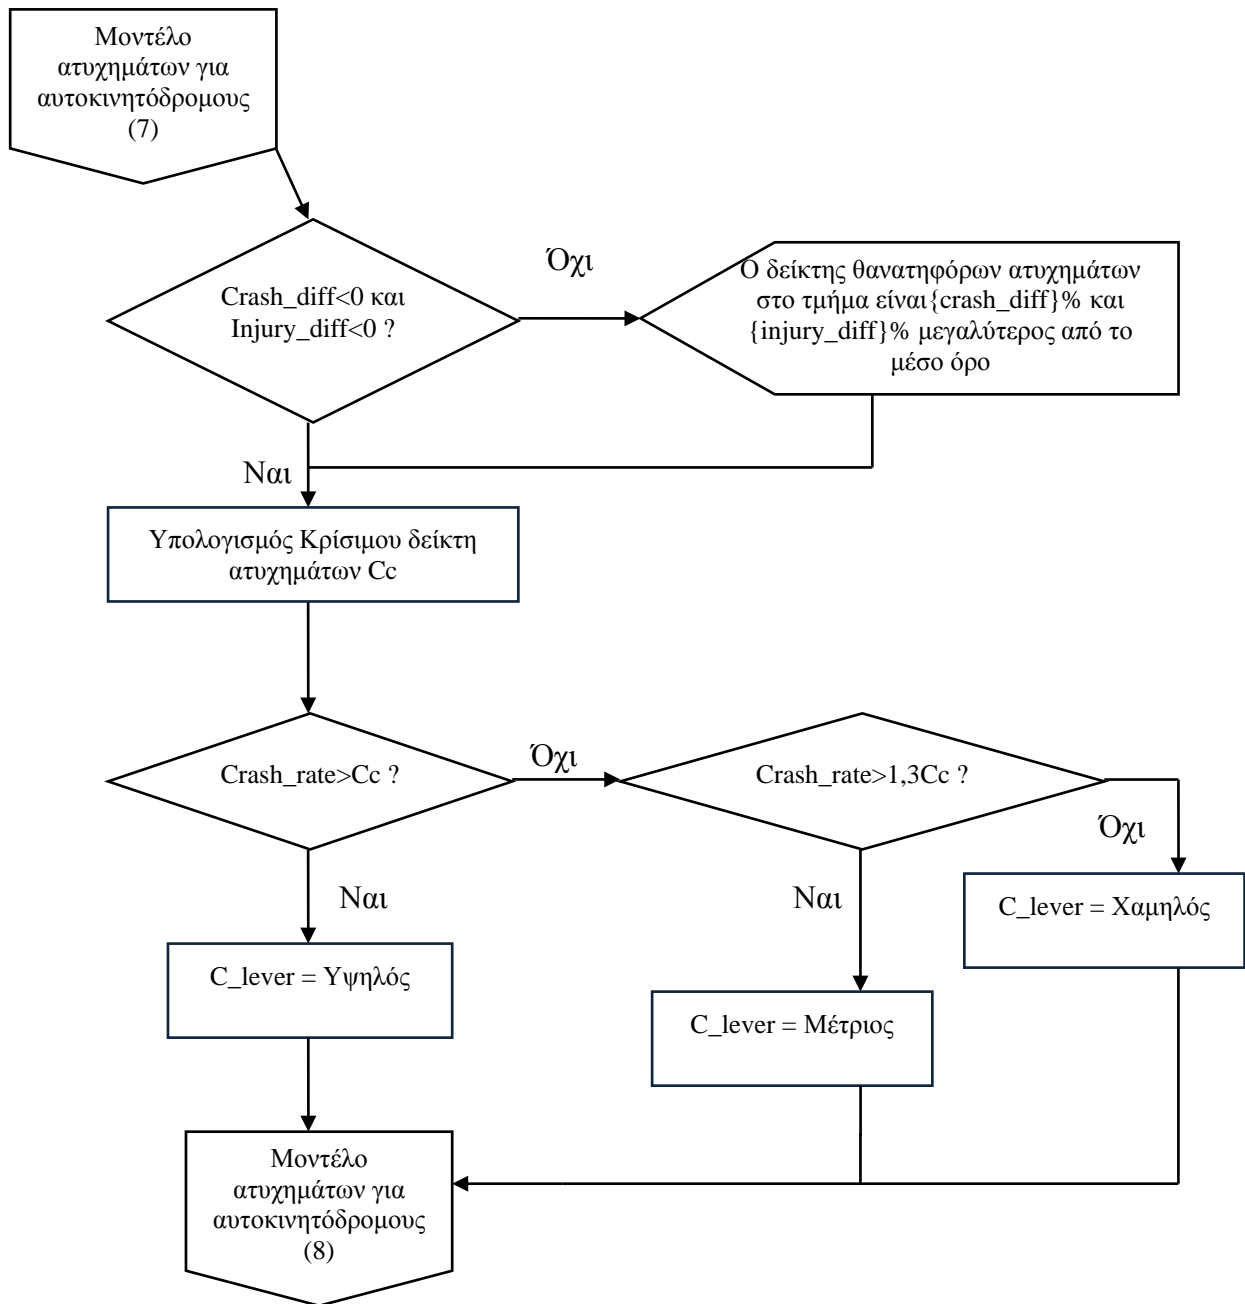 Μοντέλο
ατυχημάτων για
αυτοκινητόδρομους
(7)
Crash_diff<0 και
Injury_diff<0 ?
Όχι
Ο δείκτης θανατηφόρων ατυχημάτων
στο τμήμα είναι{crash_diff}% και
{injury_diff}% μεγαλύτερος από το
μέσο όρο
Ναι
Υπολογισμός Κρίσιμου δείκτη
ατυχημάτων Cc
Crash_rate>Cc ?
Όχι
Crash_rate>1,3Cc ?
Όχι
Ναι
Ναι
C_lever = Χαμηλός
C_lever = Υψηλός
C_lever = Μέτριος
Μοντέλο
ατυχημάτων για
αυτοκινητόδρομους
(8)